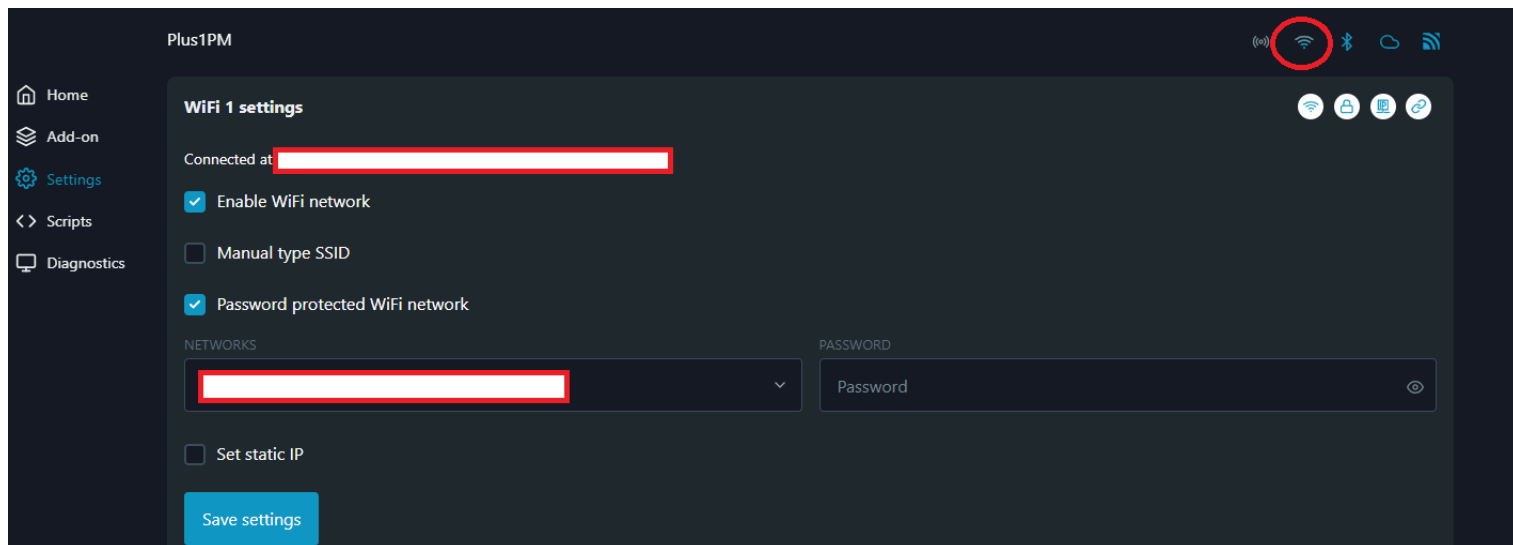 Plus1PM
Home
Add-on
Settings
Scripts
Diagnostics
WiFi 1 settings
Connected at
Enable WiFi network
Manual type SSID
Password protected WiFi network
NETWORKS
PASSWORD
Password
Set static IP
Save settings